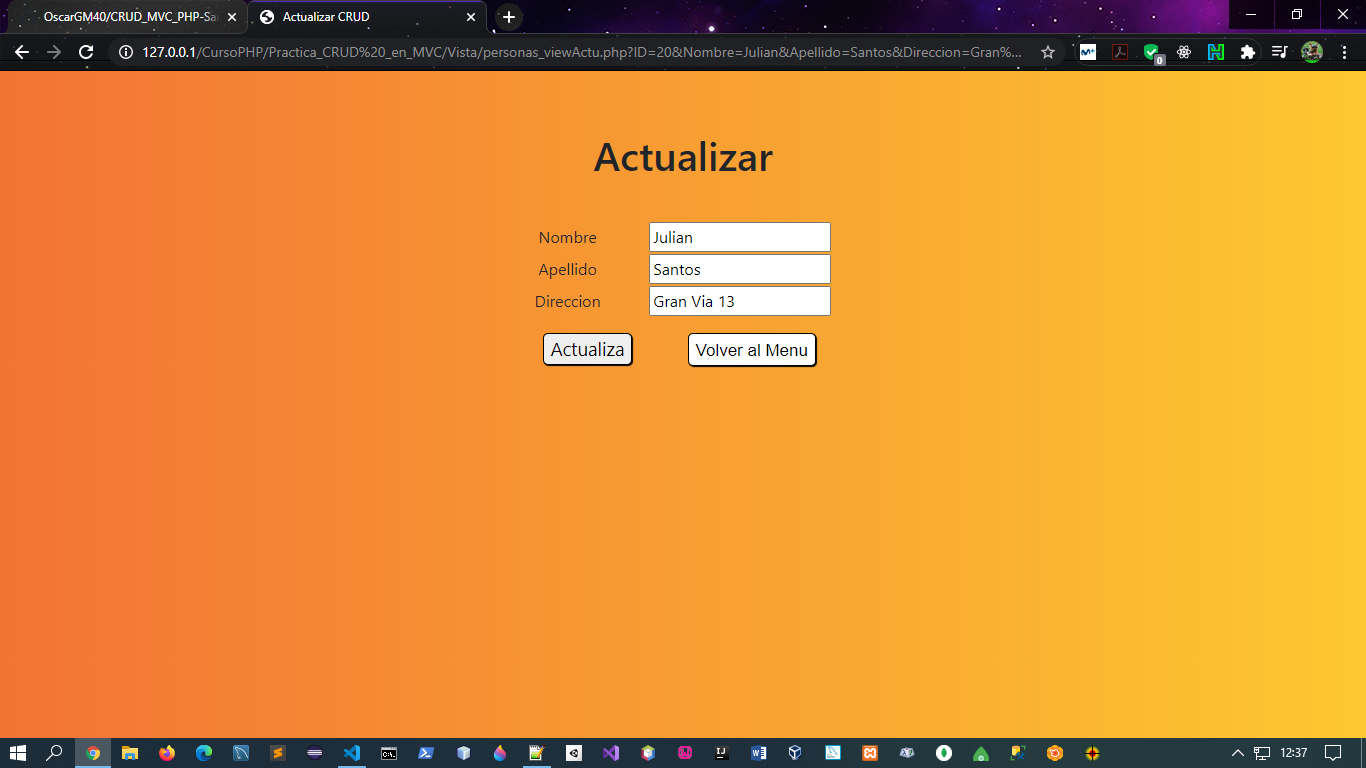 OscarGM40/CRUD_MVC_PHP-Sa
Actualizar CRUD
127.0.0.1/CursoPHP/Practica_CRUD%20_en_MVC/Vista/personas_viewActu.php?ID=20&Nombre=Julian&Apellido=Santos&Direccion=Gran%...
0
Actualizar
Nombre Julian
Apellido Santos
Direccion Gran Via 13
Actualiza Volver al Menu
12:37